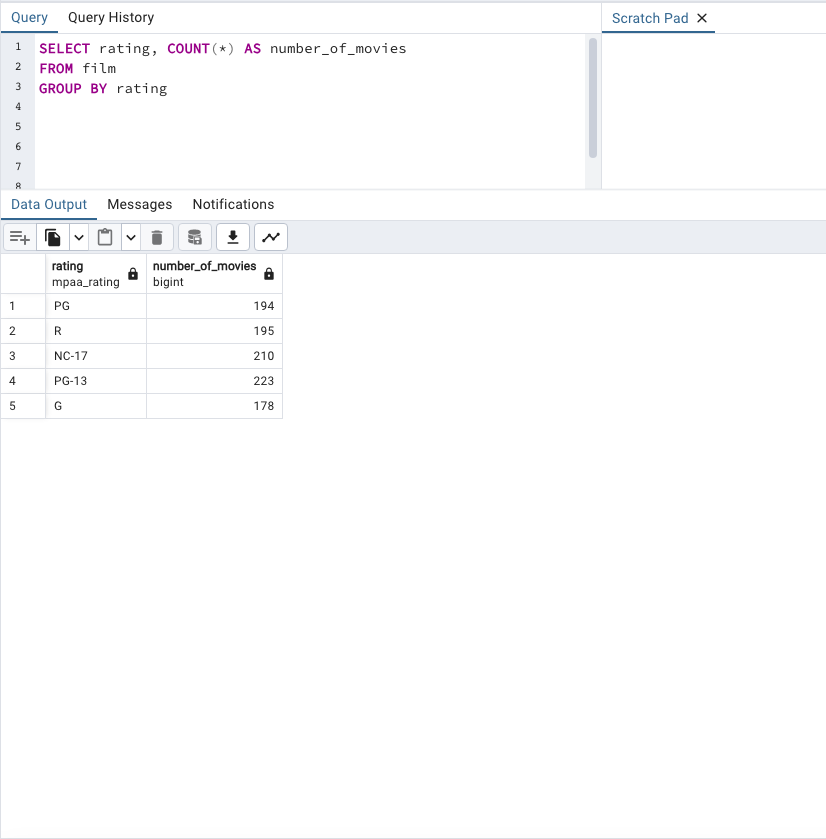 Query Query History Scratch Pad ✕
1 SELECT rating, COUNT(*) AS number_of_movies
2 FROM film
3 GROUP BY rating
4
5
6
7
8
Data Output Messages Notifications
rating number_of_movies
mpaa_rating bigint
1 PG 194
2 R 195
3 NC-17 210
4 PG-13 223
5 G 178